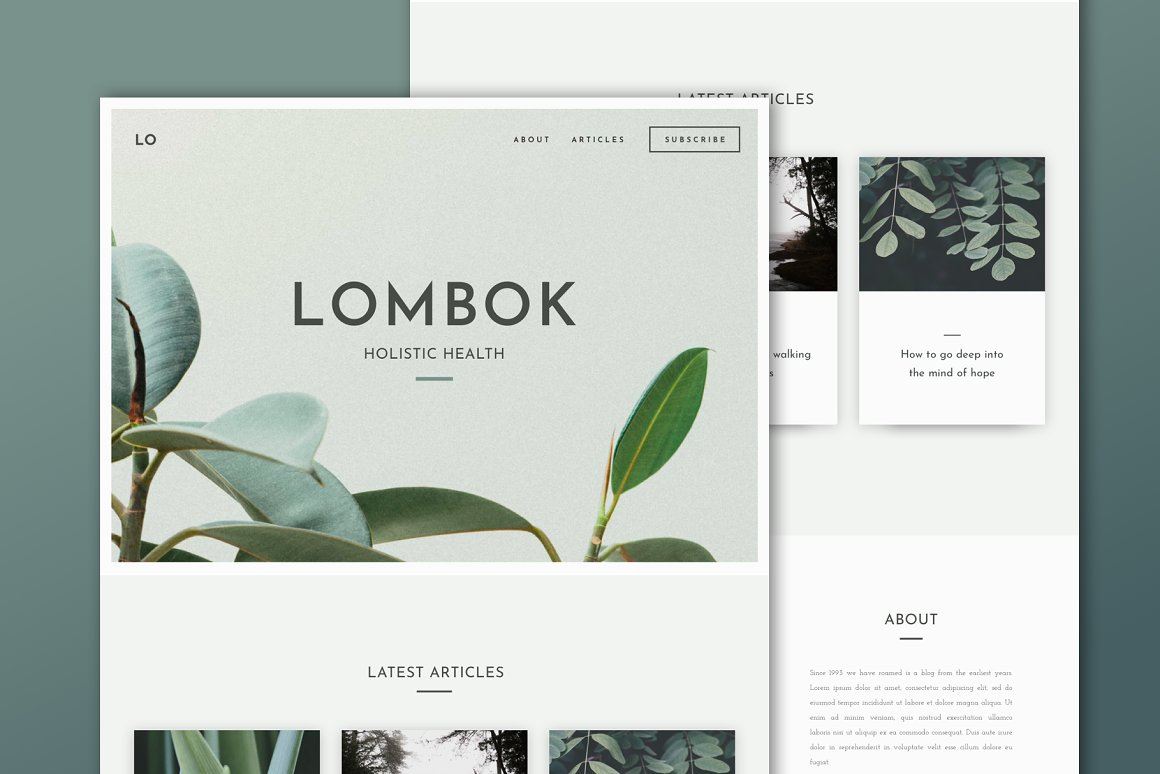 LO
ABOUT ARTICLES SUBSCRIBE
LOMBOK
HOLISTIC HEALTH
LATEST ARTICLES
LATEST ARTICLES
walking
s
How to go deep into
the mind of hope
ABOUT
Since 1993 we have roamed is a blog from the earliest years.
Lorem ipsum dolor sit amet, consectetur adipiscing elit, sed do
eiusmod tempor incididunt ut labore et dolore magna aliqua. Ut
enim ad minim veniam, quis nostrud exercitation ullamco
laboris nisi ut aliquip ex ea commodo consequat. Duis aute irure
dolor in reprehenderit in voluptate velit esse cillum dolore eu
fugiat